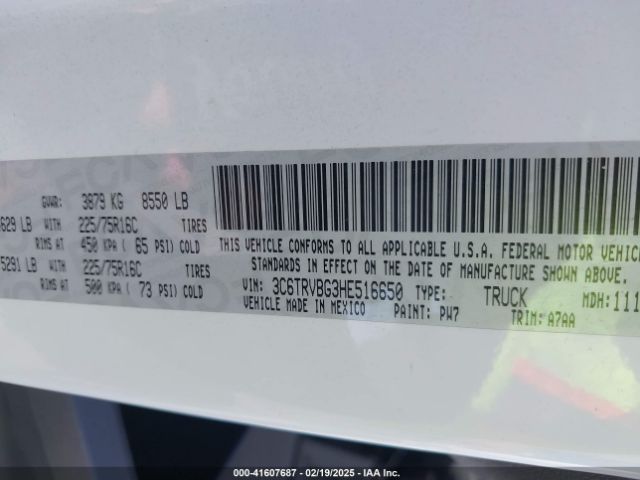 GVWR: 3879 KG 8550 LB
629 LB WITH 225/75R16C TIRES
RIMS AT 450 KPA ( 65 PSI) COLD
5291 LB WITH 225/75R16C TIRES
RIMS AT 500 KPA ( 73 PSI) COLD
THIS VEHICLE CONFORMS TO ALL APPLICABLE U.S.A. FEDERAL MOTOR VEHIC
STANDARDS IN EFFECT ON THE DATE OF MANUFACTURE SHOWN ABOVE.
VIN: 3C6TRVBG3HE516650 TYPE: TRUCK MDH: 111
VEHICLE MADE IN MEXICO PAINT: PW7 TRIM: A7AA
000-41607687 - 02/19/2025 - IAA Inc.